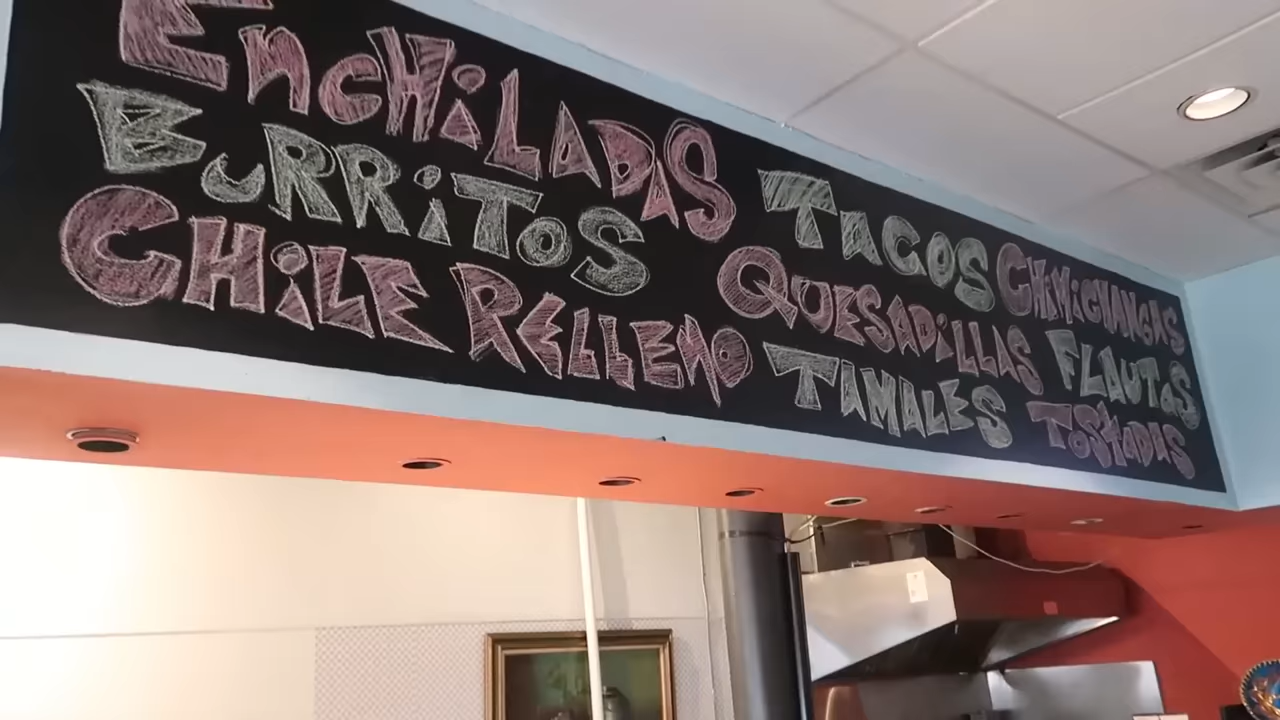 EnCHiLADAS
BURRiToS
CHiLE RELLENO
TACOS
QUESADiLLAS
TAMALES
CHiMiCHANGAS
FLAUTAS
ToSTADAS